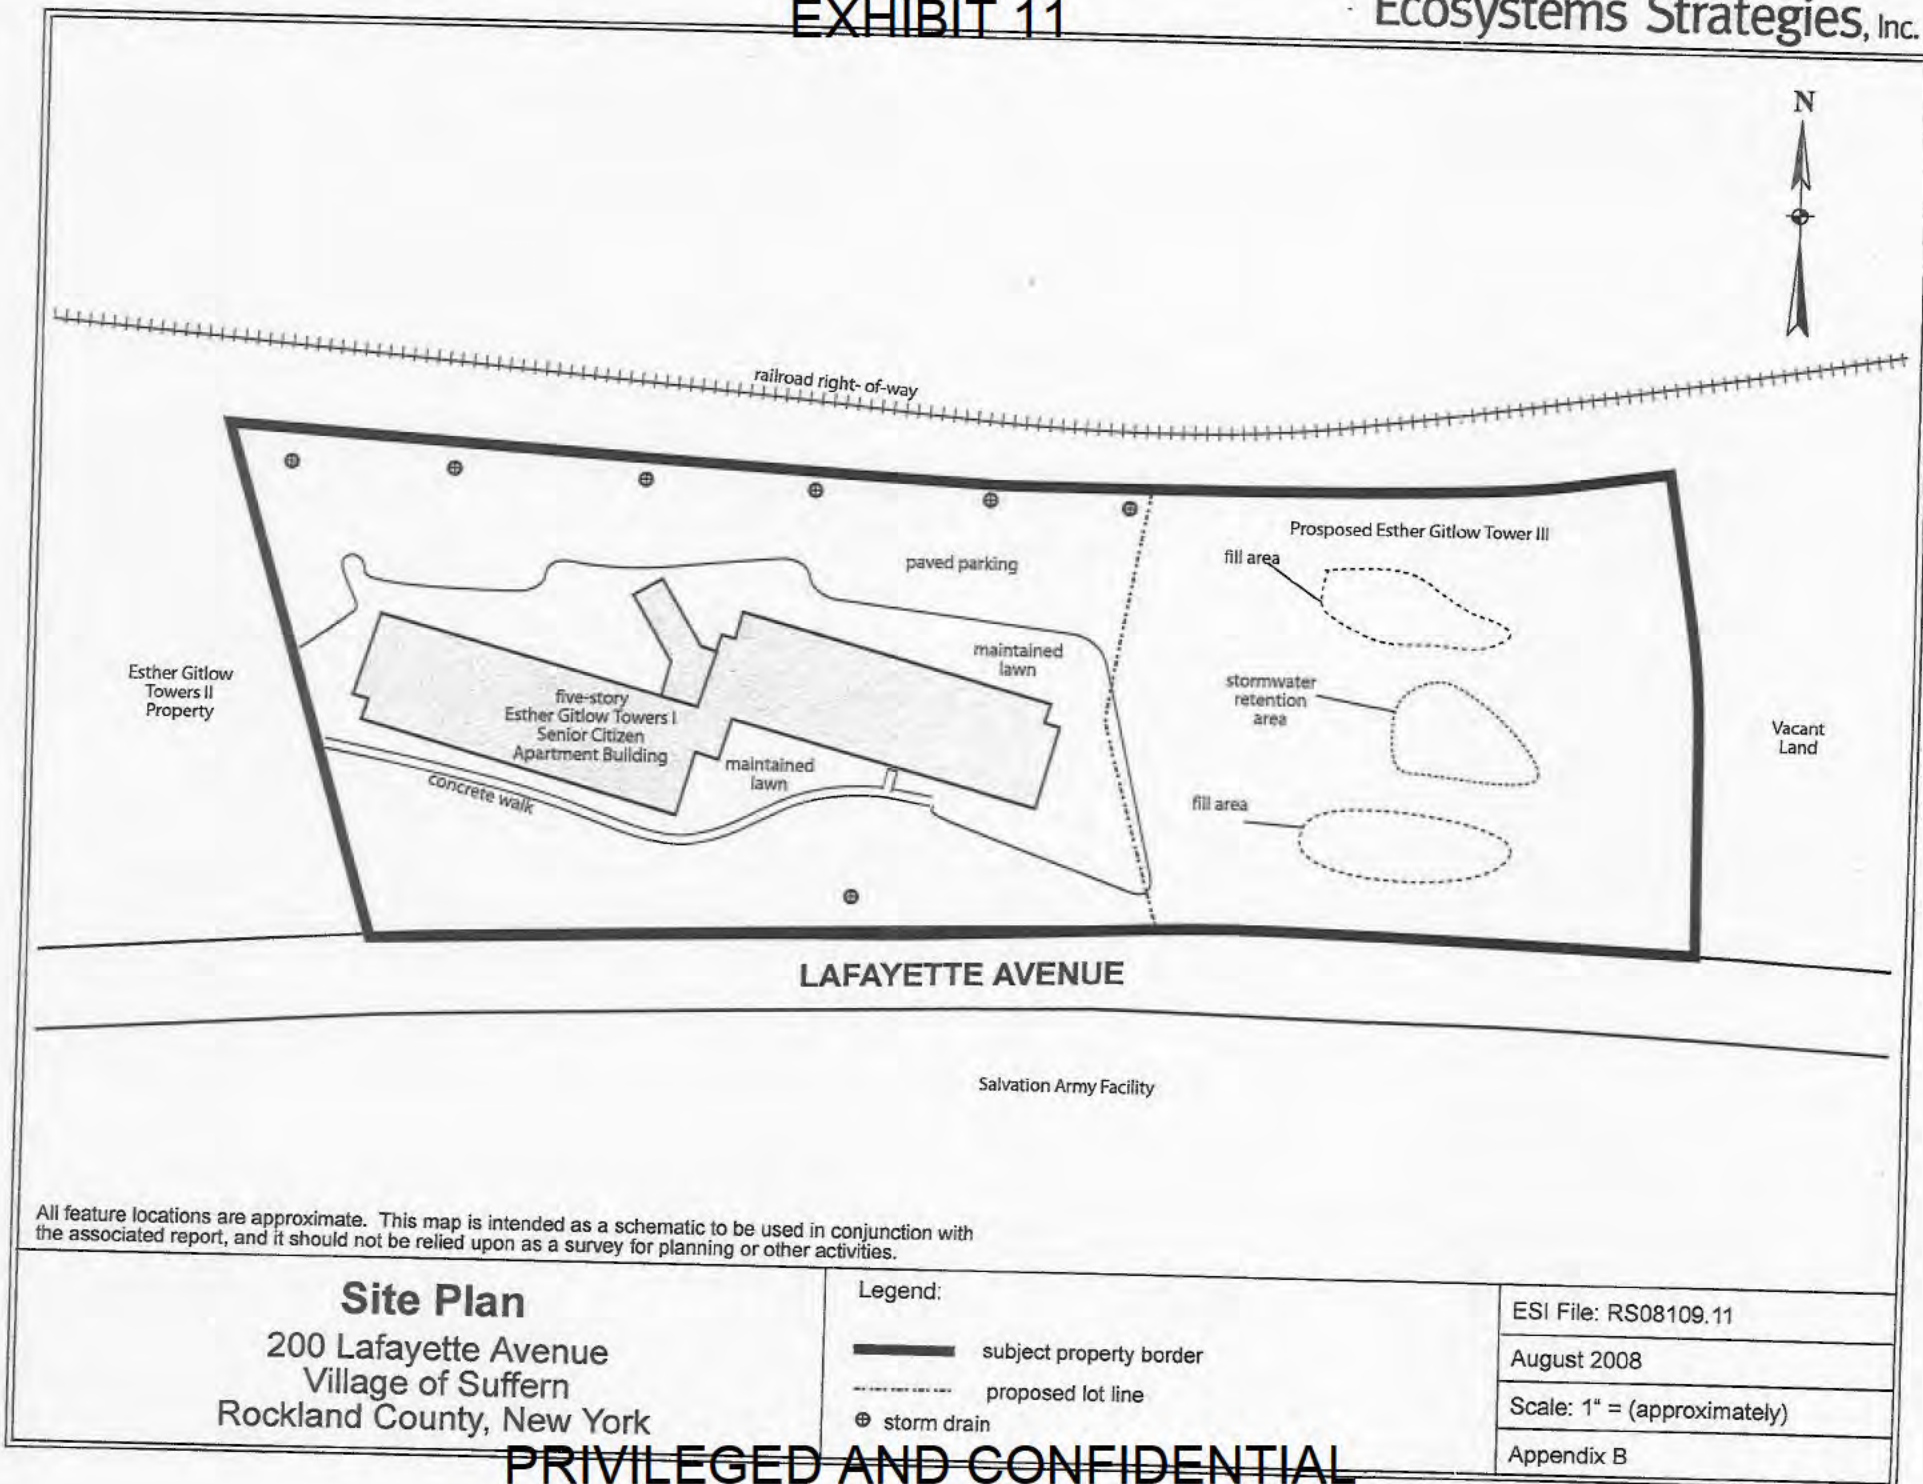 EXHIBIT 11
Ecosystems Strategies, Inc.
N
railroad right-of-way
Prosposed Esther Gitlow Tower III
fill area
paved parking
maintained
lawn
Esther Gitlow
Towers II
Property
stormwater
retention
area
five-story
Esther Gitlow Towers I
Senior Citizen
Apartment Building
Vacant
Land
maintained
lawn
concrete walk
fill area
LAFAYETTE AVENUE
Salvation Army Facility
All feature locations are approximate. This map is intended as a schematic to be used in conjunction with
the associated report, and it should not be relied upon as a survey for planning or other activities.
Site Plan
200 Lafayette Avenue
Village of Suffern
Rockland County, New York
Legend:
subject property border
proposed lot line
storm drain
ESI File: RS08109.11
August 2008
Scale: 1" = (approximately)
Appendix B
PRIVILEGED AND CONFIDENTIAL